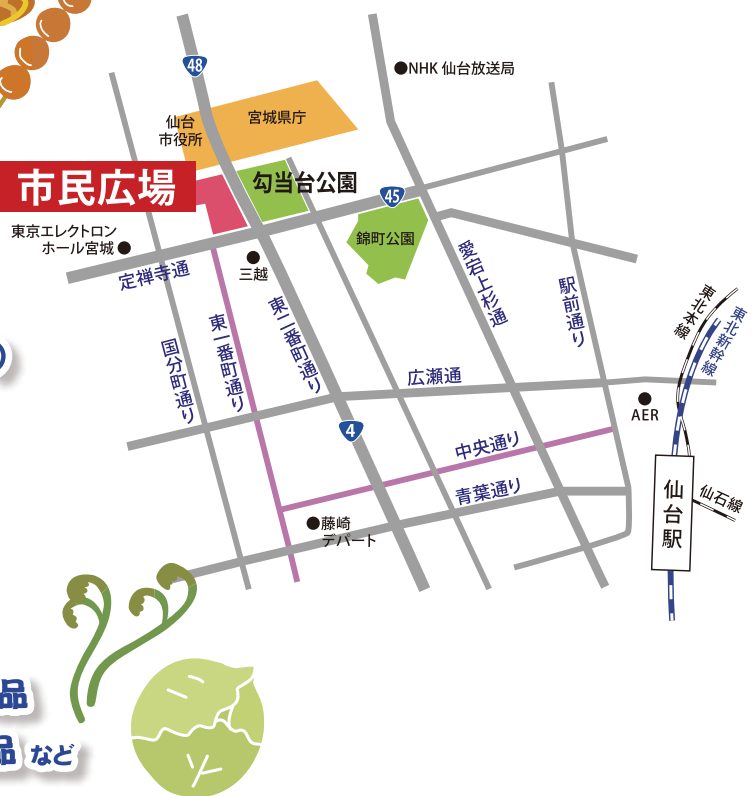 48
NHK 仙台放送局
宮城県庁
仙台
市役所
市民広場
勾当台公園
45
東京エレクトロン
ホール宮城
錦町公園
定禅寺通
三越
愛宕上杉通
駅前通り
東二番町通り
東一番町通り
国分町通り
東北本線
東北新幹線
広瀬通
AER
4
中央通り
青葉通り
仙台駅
仙石線
藤崎
デパート
品
品 など